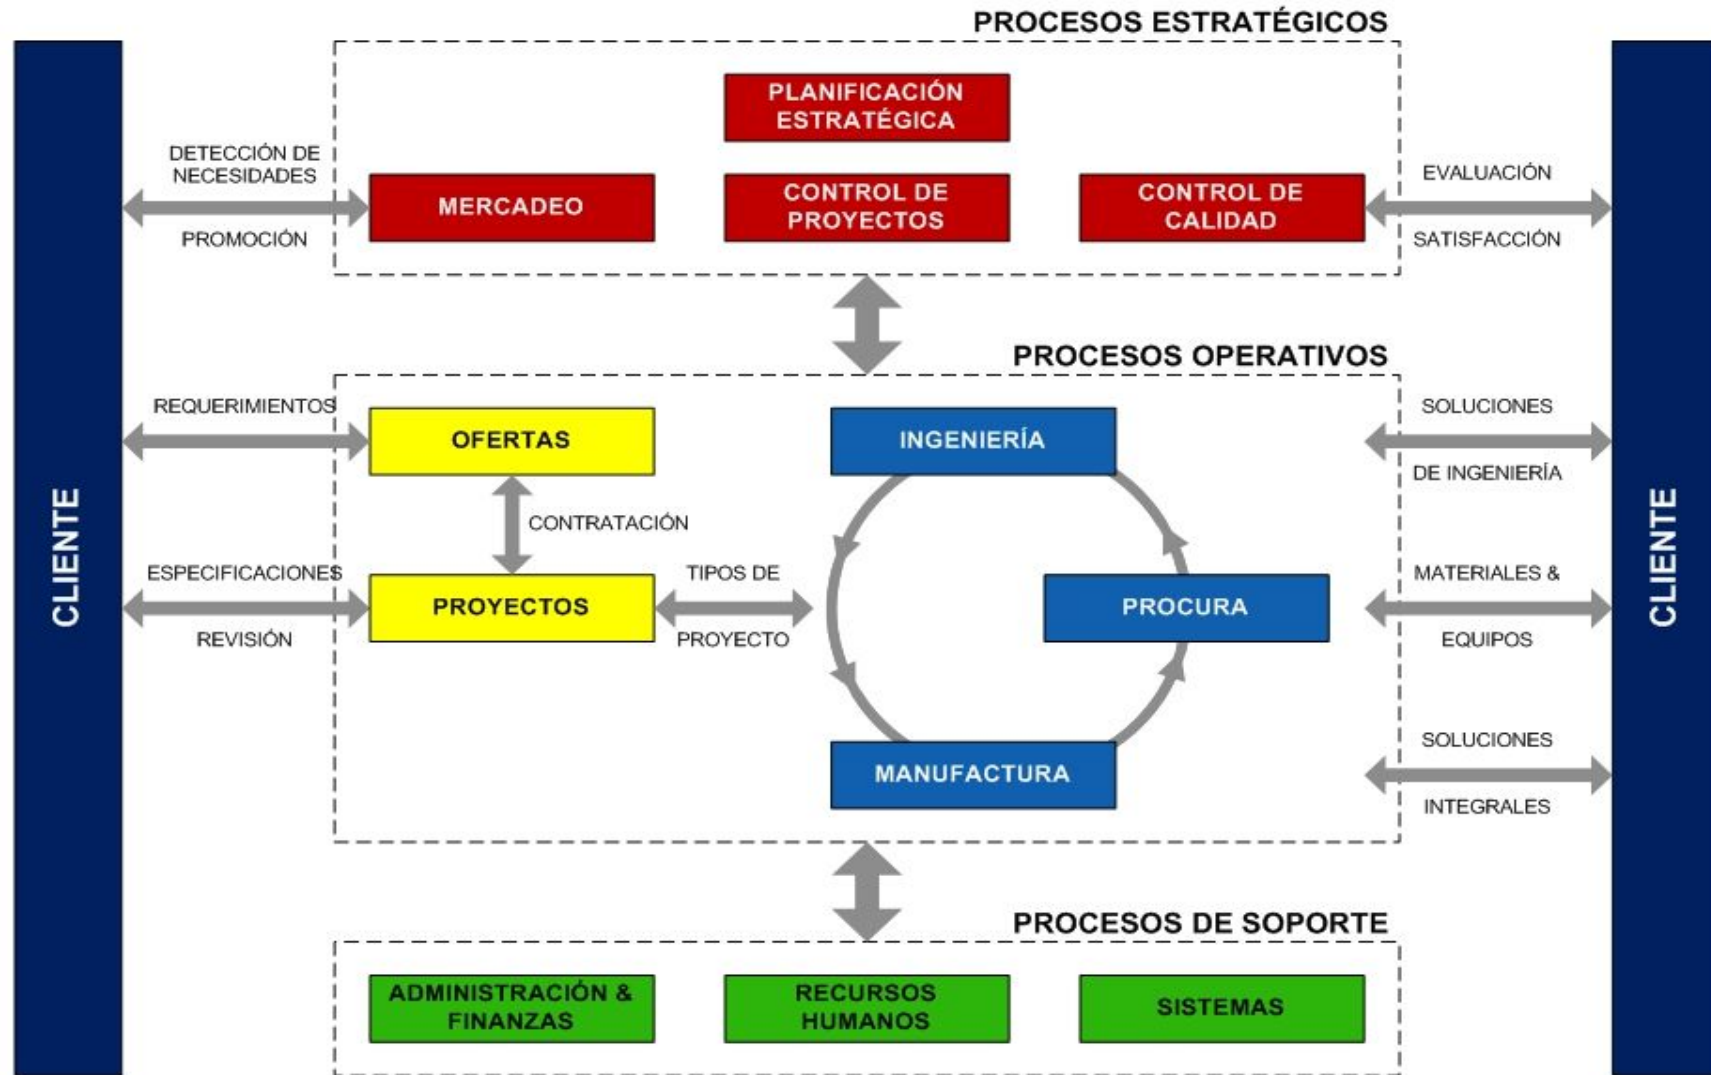 PROCESOS ESTRATÉGICOS
PLANIFICACIÓN
ESTRATÉGICA
DETECCIÓN DE
NECESIDADES
PROMOCIÓN
MERCADEO
CONTROL DE
PROYECTOS
CONTROL DE
CALIDAD
EVALUACIÓN
SATISFACCIÓN
CLIENTE
PROCESOS OPERATIVOS
REQUERIMIENTOS
OFERTAS
CONTRATACIÓN
ESPECIFICACIONES
REVISIÓN
PROYECTOS
TIPOS DE
PROYECTO
INGENIERÍA
PROCURA
MANUFACTURA
SOLUCIONES
DE INGENIERÍA
MATERIALES &
EQUIPOS
SOLUCIONES
INTEGRALES
CLIENTE
PROCESOS DE SOPORTE
ADMINISTRACIÓN &
FINANZAS
RECURSOS
HUMANOS
SISTEMAS